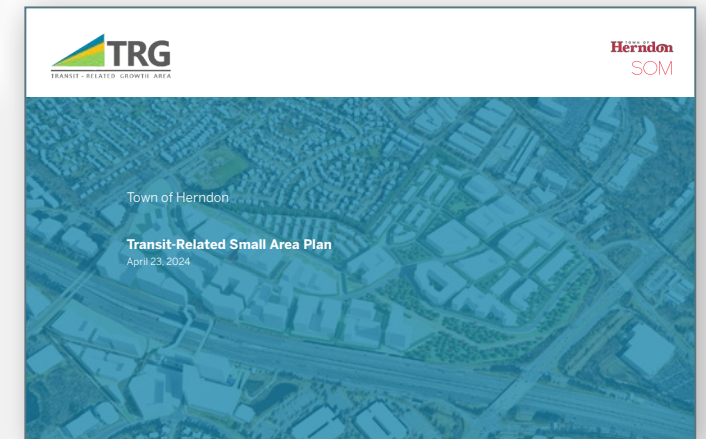 TRG
TRANSIT-RELATED GROWTH AREA
TOWN OF
Herndon
SOM
Town of Herndon
Transit-Related Small Area Plan
April 23, 2024